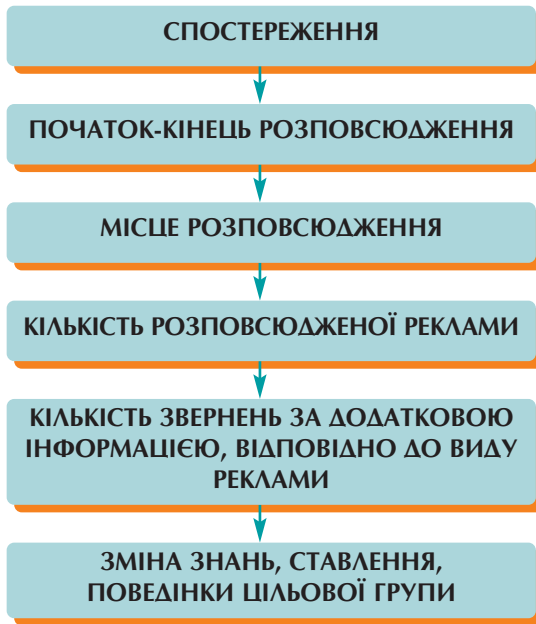 СПОСТЕРЕЖЕННЯ
ПОЧАТОК-КІНЕЦЬ РОЗПОВСЮДЖЕННЯ
МІСЦЕ РОЗПОВСЮДЖЕННЯ
КІЛЬКІСТЬ РОЗПОВСЮДЖЕНОЇ РЕКЛАМИ
КІЛЬКІСТЬ ЗВЕРНЕНЬ ЗА ДОДАТКОВОЮ
ІНФОРМАЦІЄЮ, ВІДПОВІДНО ДО ВИДУ
РЕКЛАМИ
ЗМІНА ЗНАНЬ, СТАВЛЕННЯ,
ПОВЕДІНКИ ЦІЛЬОВОЇ ГРУПИ